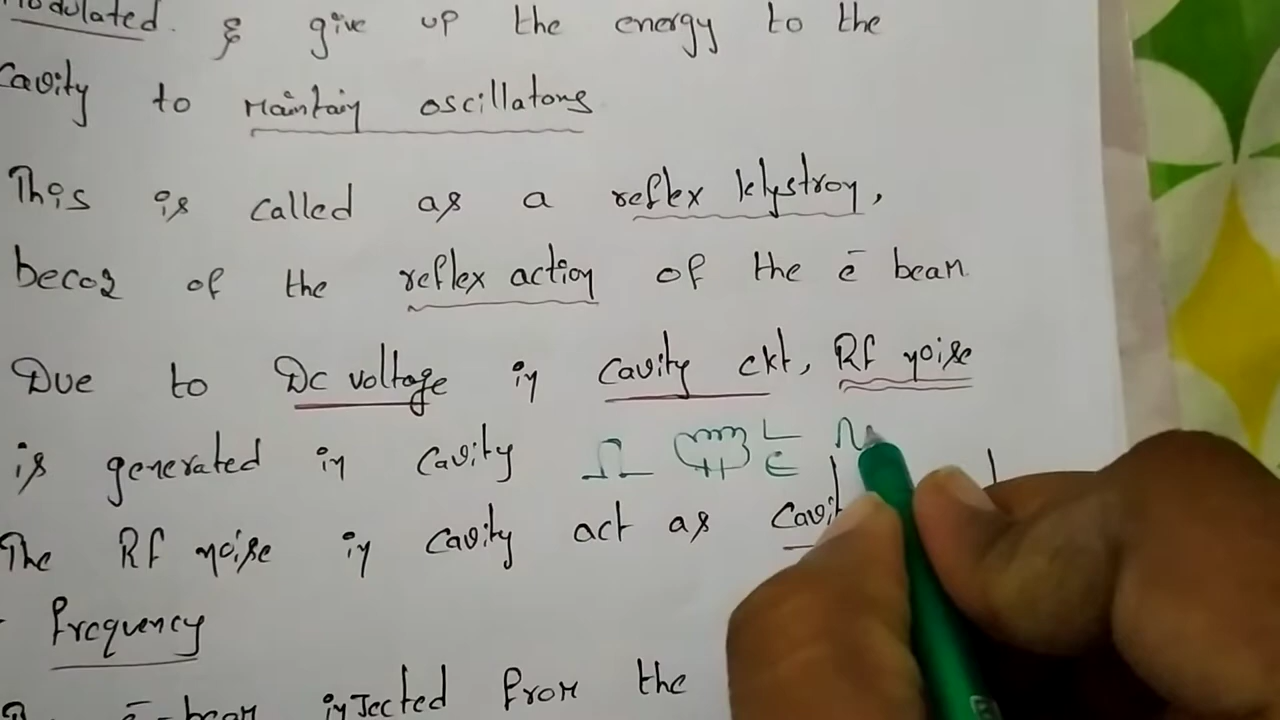 modulated. & give up the energy to the
cavity to Maintain oscillatons
This is called as a reflex klystron,
becoz of the reflex action of the ē beam
Due to Dc voltage in cavity ckt, RF noise
is generated in cavity L C
The RF noise in cavity act as
frequency
ē-beam injected from the